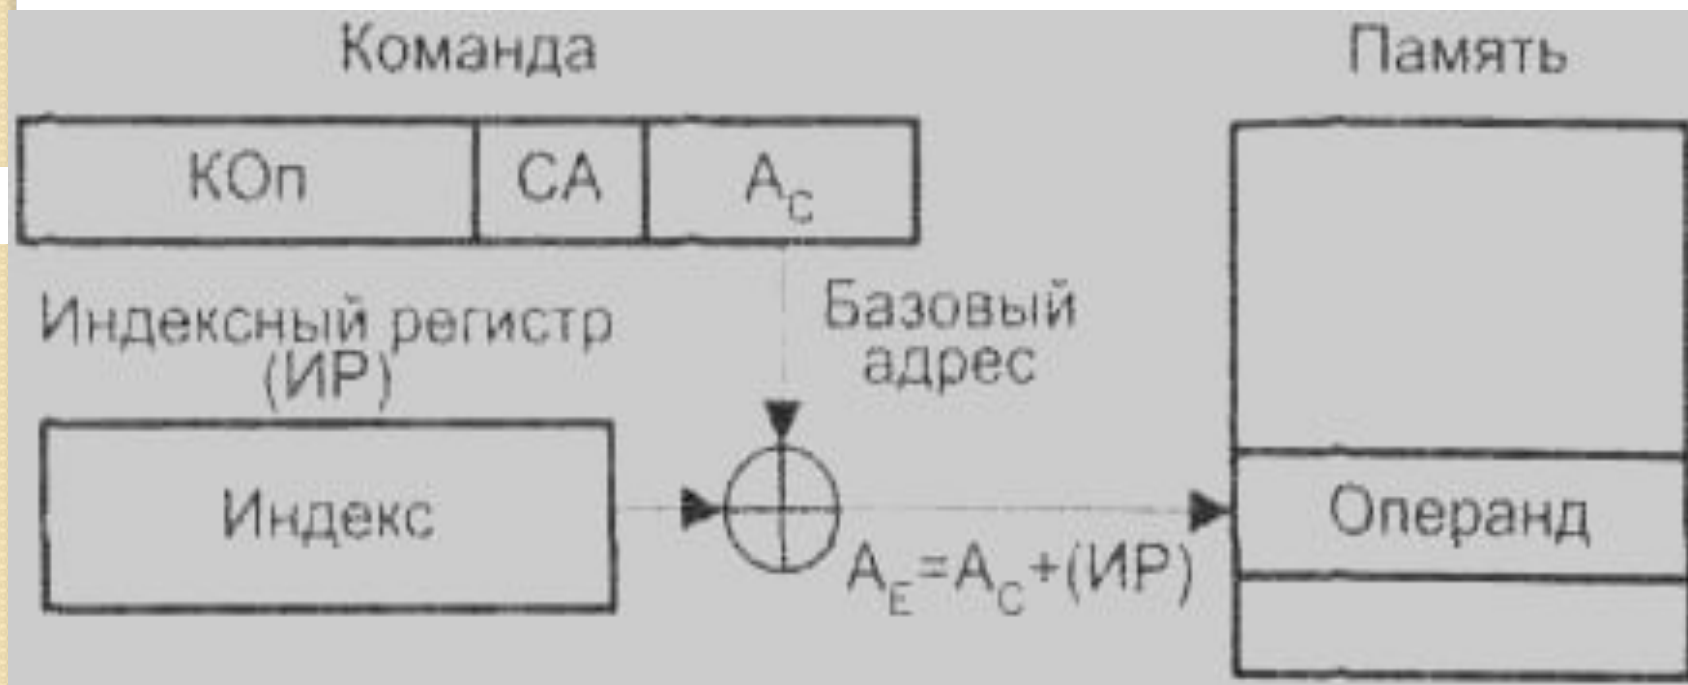 Команда
Память
КОп
СА
A_C
Индексный регистр
(ИР)
Базовый
адрес
Индекс
Операнд
A_E=A_C+(ИР)